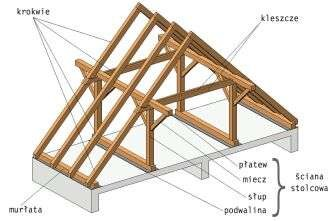 krokwie
kleszcze
płatew
miecz
słup
podwalina
ściana
stolcowa
murłata